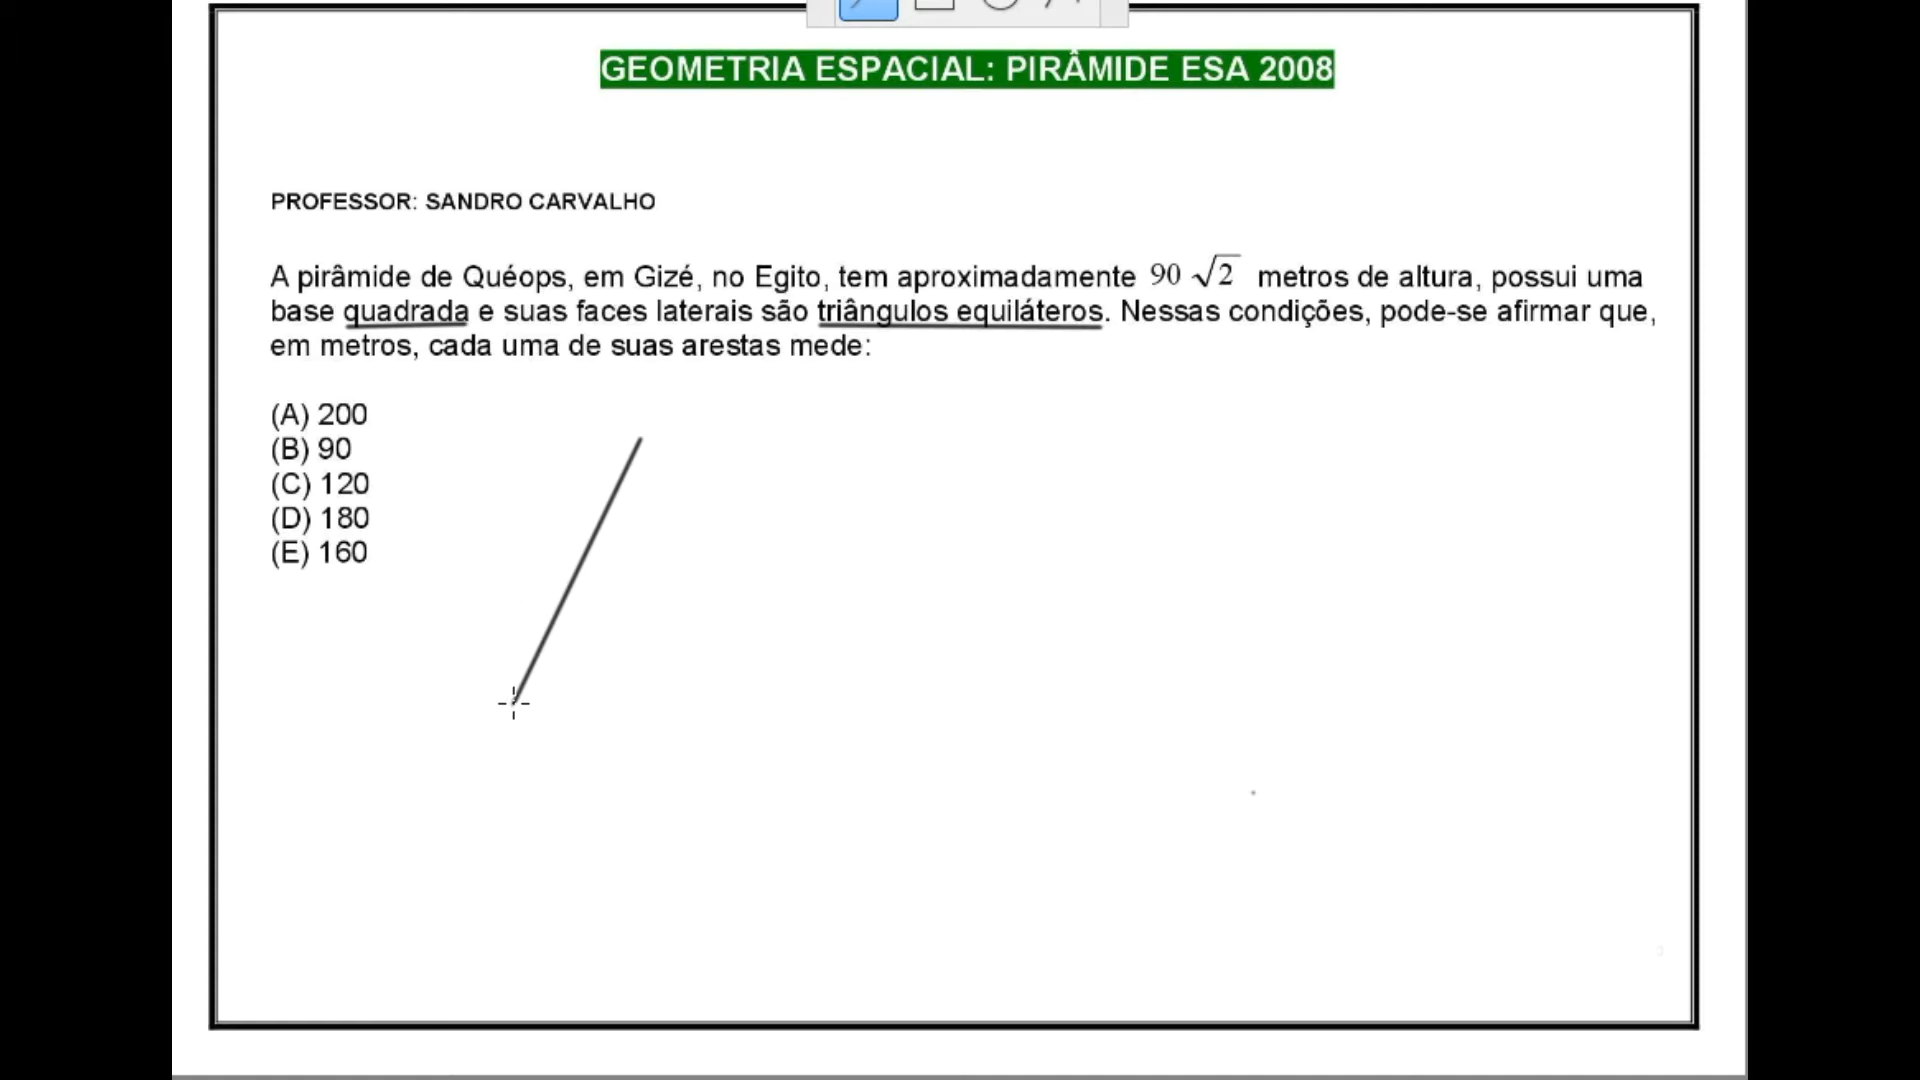 GEOMETRIA ESPACIAL: PIRÂMIDE ESA 2008
PROFESSOR: SANDRO CARVALHO
A pirâmide de Quéops, em Gizé, no Egito, tem aproximadamente 90 √2 metros de altura, possui uma
base quadrada e suas faces laterais são triângulos equiláteros. Nessas condições, pode-se afirmar que,
em metros, cada uma de suas arestas mede:
(A) 200
(B) 90
(C) 120
(D) 180
(E) 160